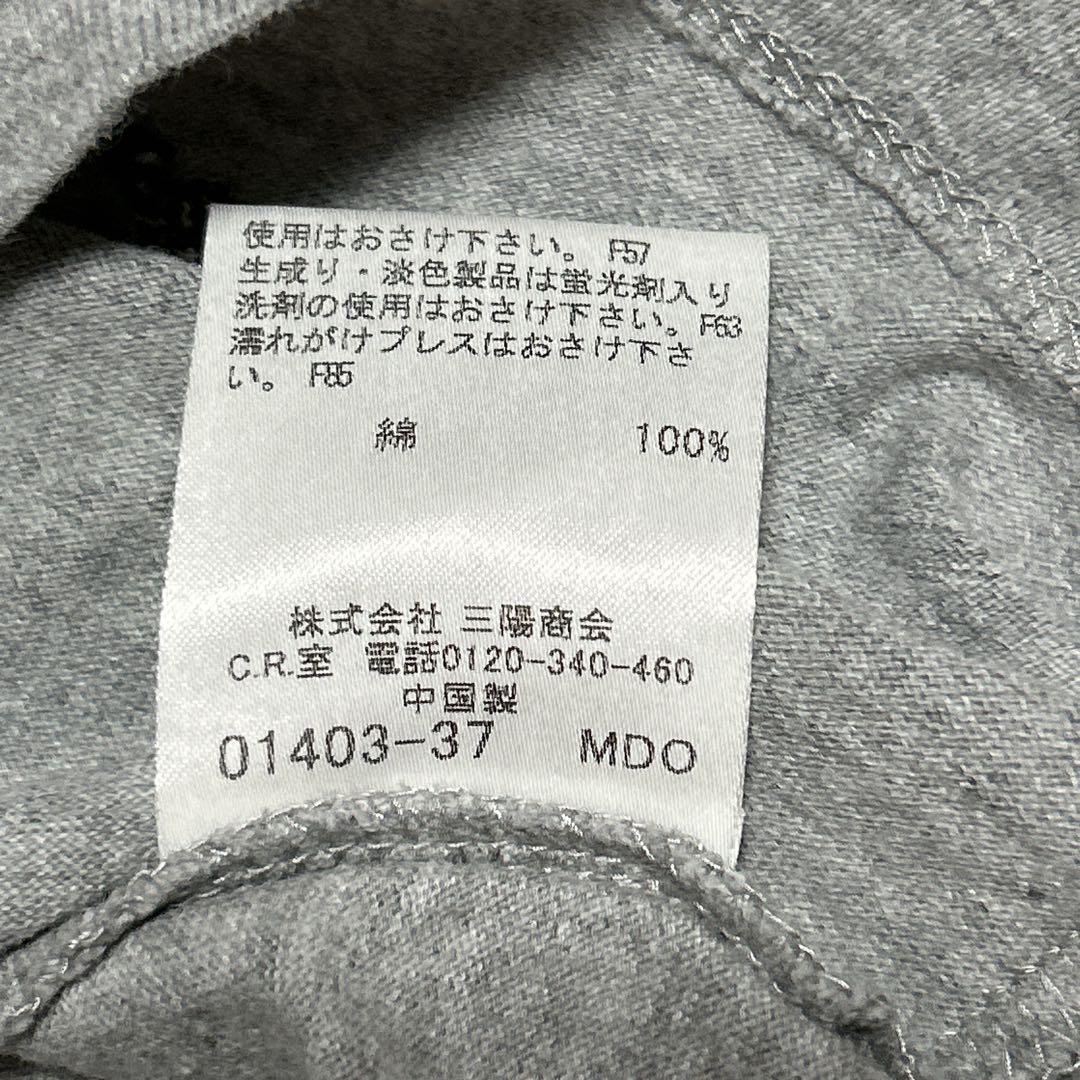 使用はおさけ下さい。 F57
生成り・淡色製品は蛍光剤入り
洗剤の使用はおさけ下さい。F63
濡れがけプレスはおさけ下さ
い。 F85
綿 100%
株式会社 三陽商会
C.R.室 電話0120-340-460
中国製
01403-37 MDO